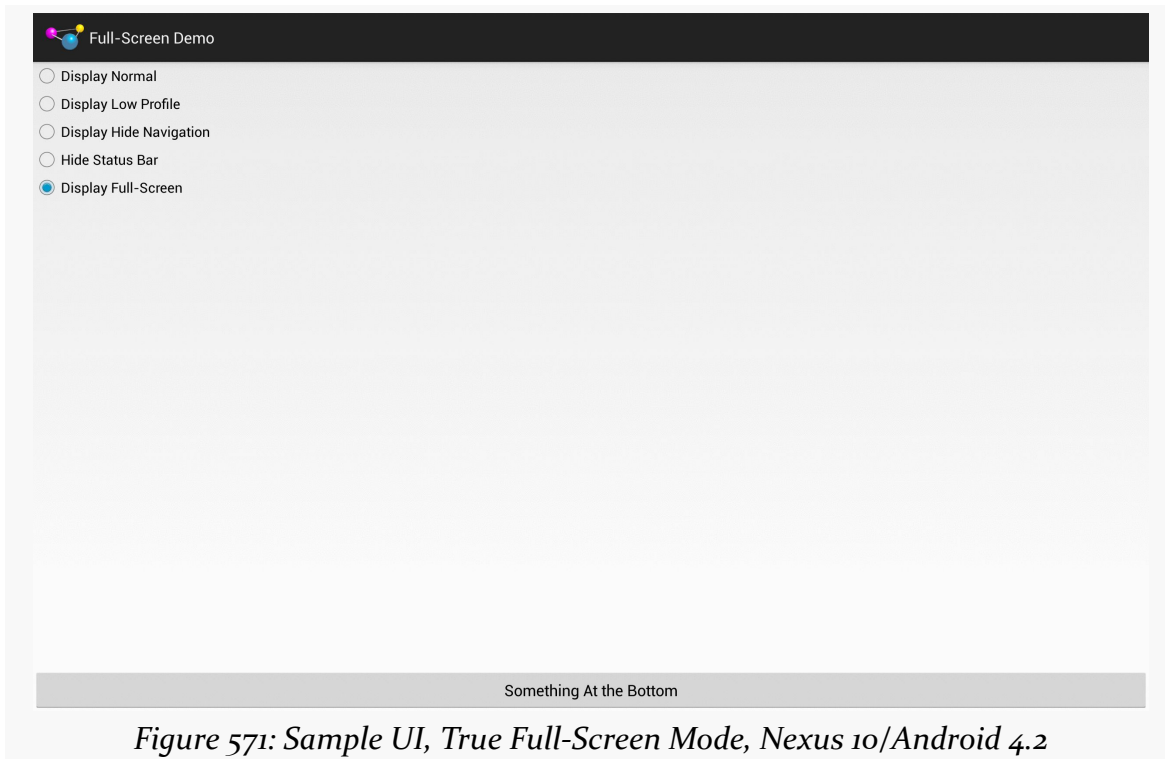 Full-Screen Demo
Display Normal
Display Low Profile
Display Hide Navigation
Hide Status Bar
Display Full-Screen
Something At the Bottom
Figure 571: Sample UI, True Full-Screen Mode, Nexus 10/Android 4.2